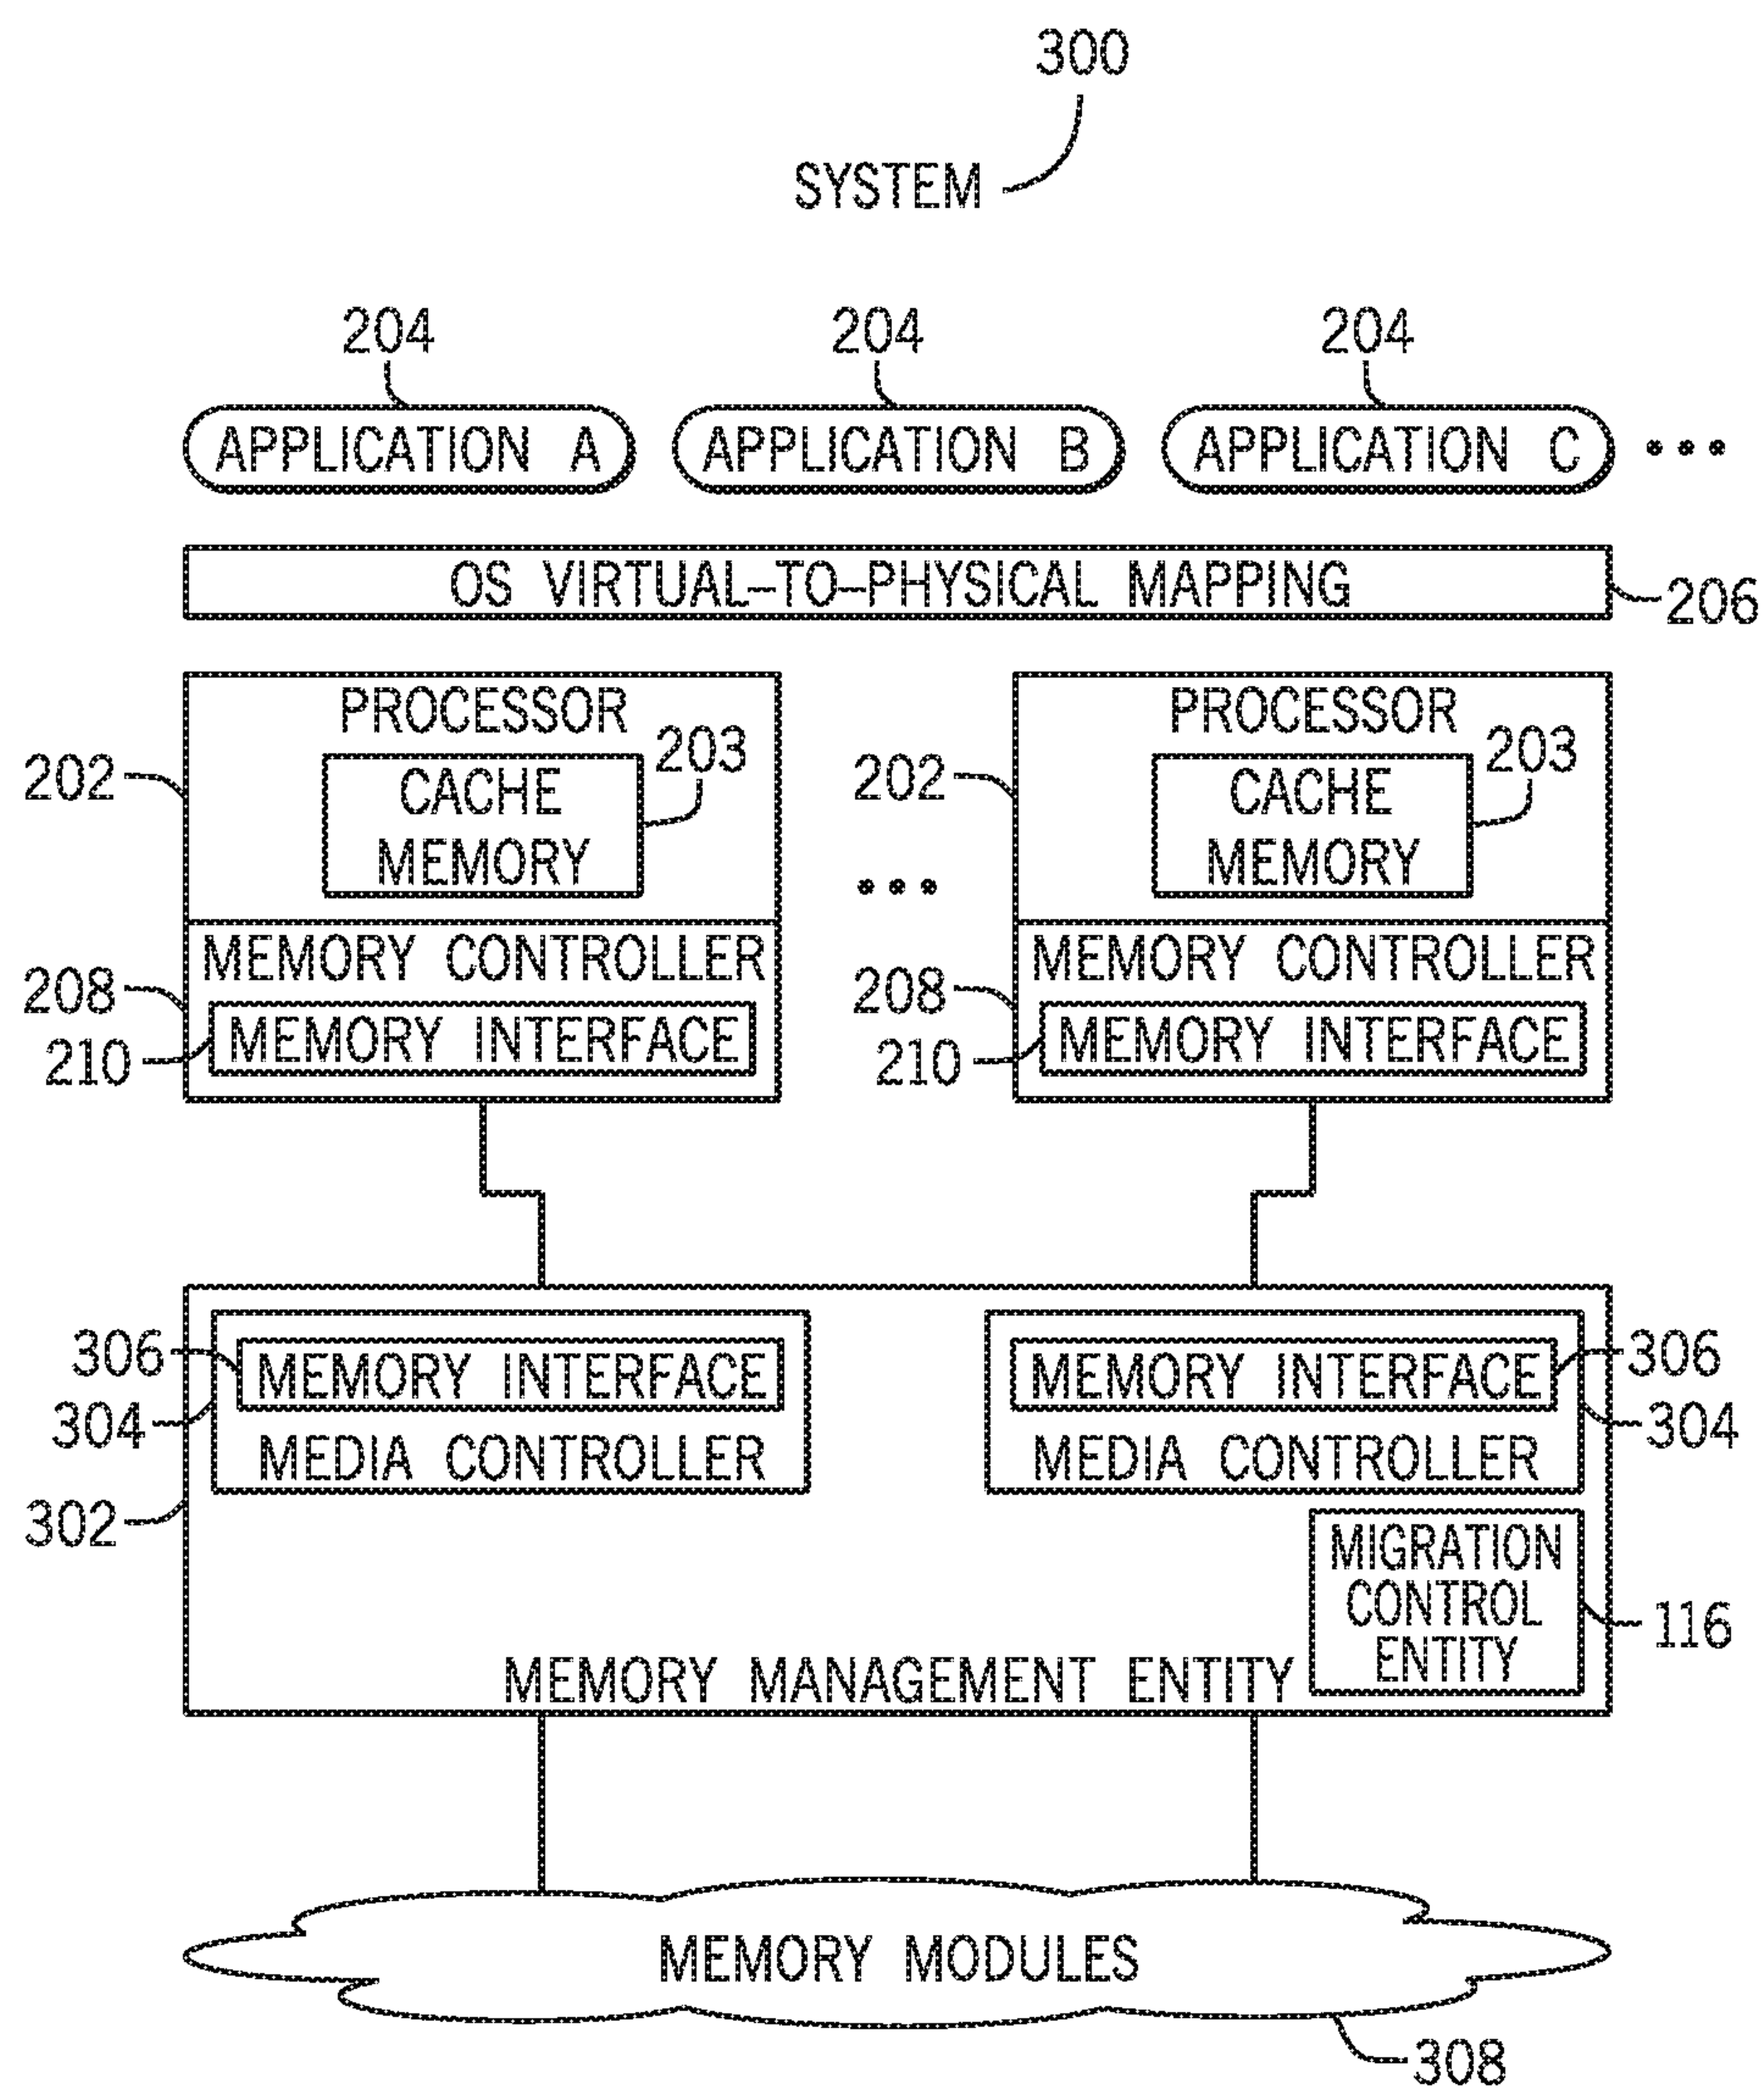 300
SYSTEM
204 204 204
APPLICATION A APPLICATION B APPLICATION C •••
OS VIRTUAL–TO–PHYSICAL MAPPING
206
PROCESSOR PROCESSOR
202 CACHE MEMORY 203 202 CACHE MEMORY 203
•••
MEMORY CONTROLLER MEMORY CONTROLLER
208 208
MEMORY INTERFACE MEMORY INTERFACE
210 210
306 MEMORY INTERFACE MEMORY INTERFACE 306
304 MEDIA CONTROLLER MEDIA CONTROLLER 304
302
MIGRATION
CONTROL
ENTITY
116
MEMORY MANAGEMENT ENTITY
MEMORY MODULES
308